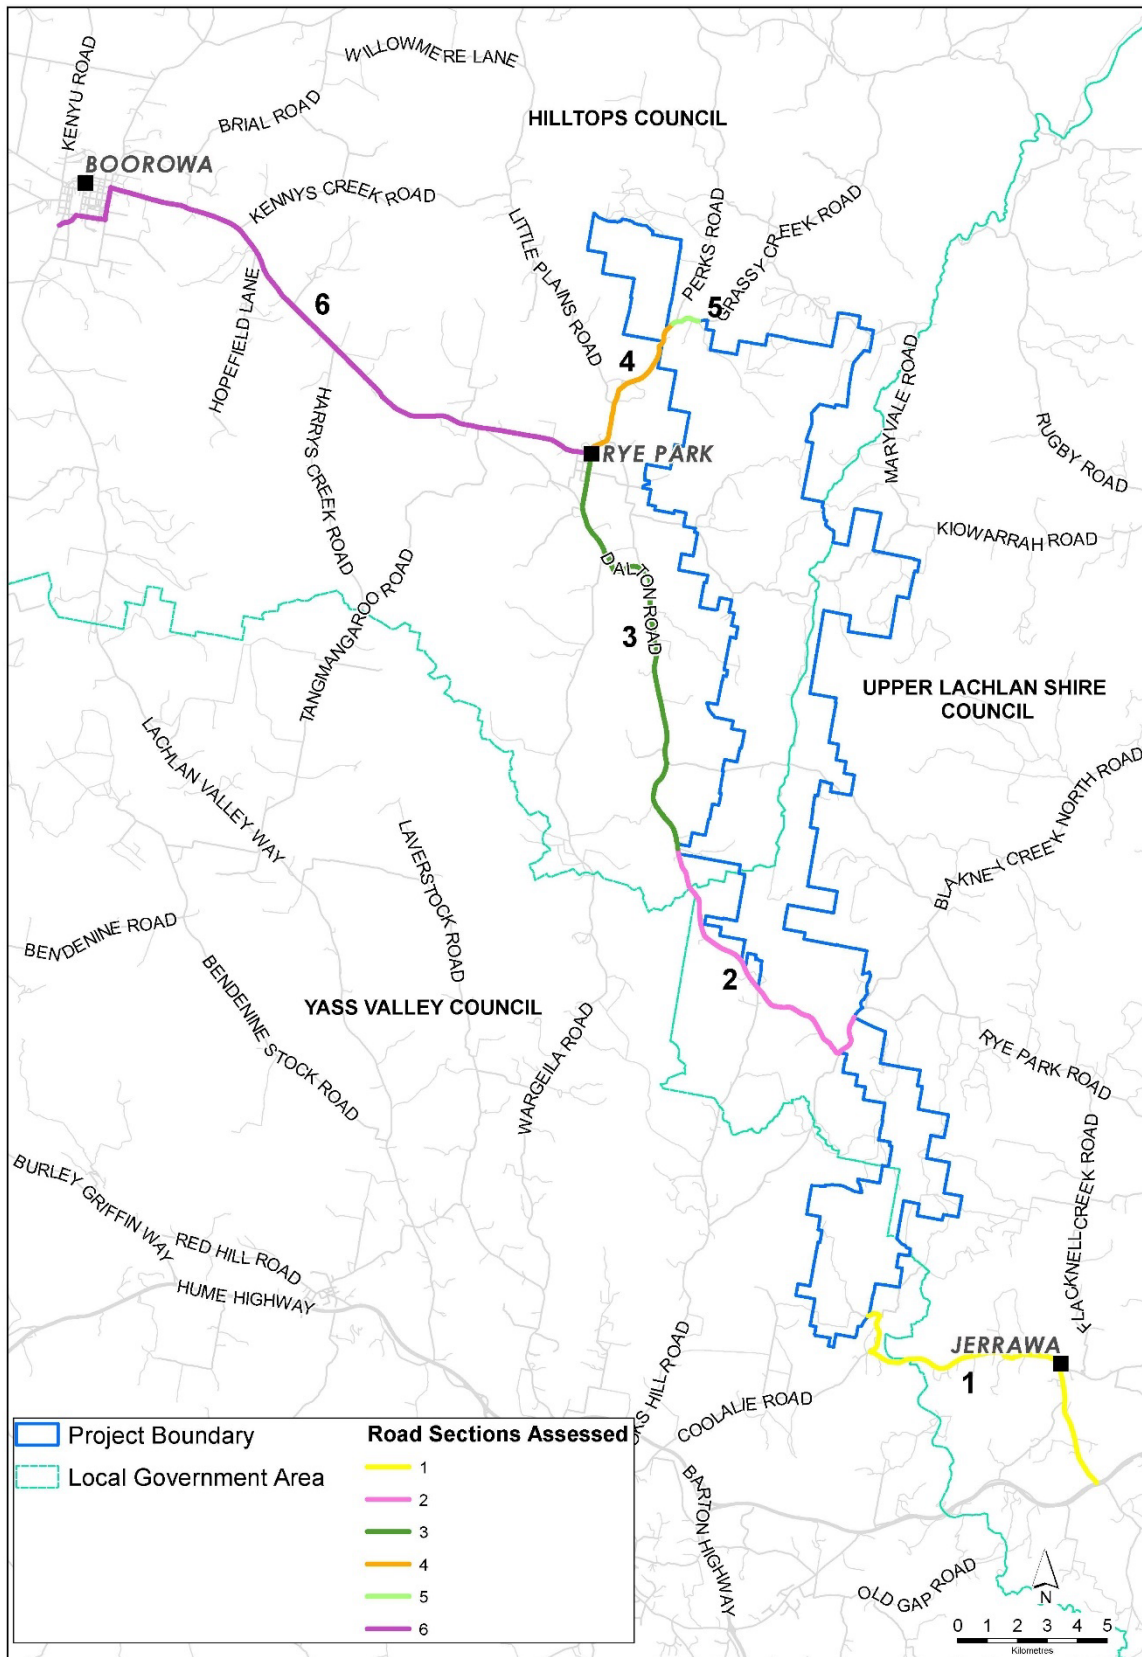 WILLOWMERE LANE
KENYU ROAD
BRIAL ROAD
HILLTOPS COUNCIL
BOOROWA
KENNYS CREEK ROAD
LITTLE PLAINS ROAD
PERKS ROAD
GRASSY CREEK ROAD
5
6
HOPEFIELD LANE
4
MARYVALE ROAD
HARRYS CREEK ROAD
RYE PARK
RUGBY ROAD
KIOWARRAH ROAD
TANGMANGAROO ROAD
DALTON ROAD
3
UPPER LACHLAN SHIRE
COUNCIL
LACHLAN VALLEY WAY
LAVERSTOCK ROAD
BLAKNEY CREEK NORTH ROAD
BENDENINE ROAD
BENDENINE STOCK ROAD
2
YASS VALLEY COUNCIL
WARGEILA ROAD
RYE PARK ROAD
BURLEY GRIFFIN WAY
RED HILL ROAD
HUME HIGHWAY
LACKNELL CREEK ROAD
JERRAWA
1
KS HILL ROAD
COOLALIE ROAD
BARTON HIGHWAY
OLD GAP ROAD
Project Boundary
Local Government Area
Road Sections Assessed
1
2
3
4
5
6
N
0 1 2 3 4 5
Kilometres